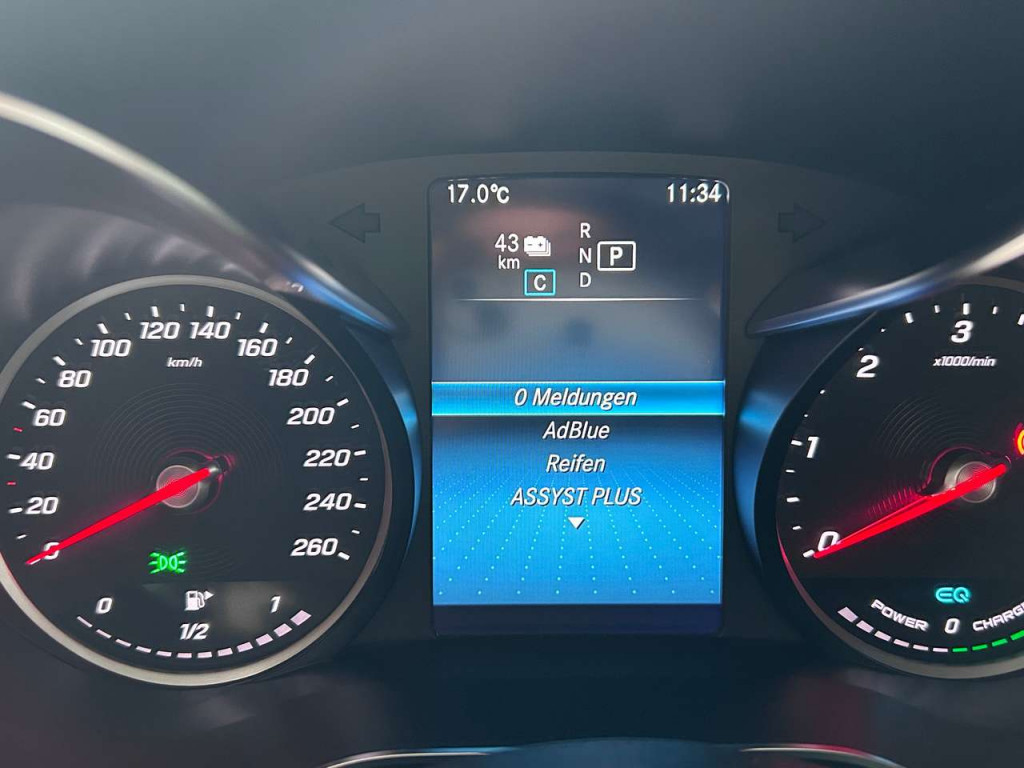 17.0°C 11:34
43 km
R
N P
D
C
0 Meldungen
AdBlue
Reifen
ASSYST PLUS
0 20 40 60 80 100 120 140 160 180 200 220 240 260
km/h
0 1/2 1
0 1 2 3
x1000/min
EQ
POWER 0